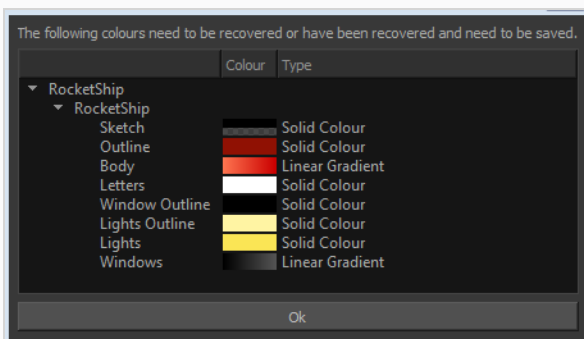 The following colours need to be recovered or have been recovered and need to be saved.
Colour Type
RocketShip
RocketShip
Sketch Solid Colour
Outline Solid Colour
Body Linear Gradient
Letters Solid Colour
Window Outline Solid Colour
Lights Outline Solid Colour
Lights Solid Colour
Windows Linear Gradient
Ok